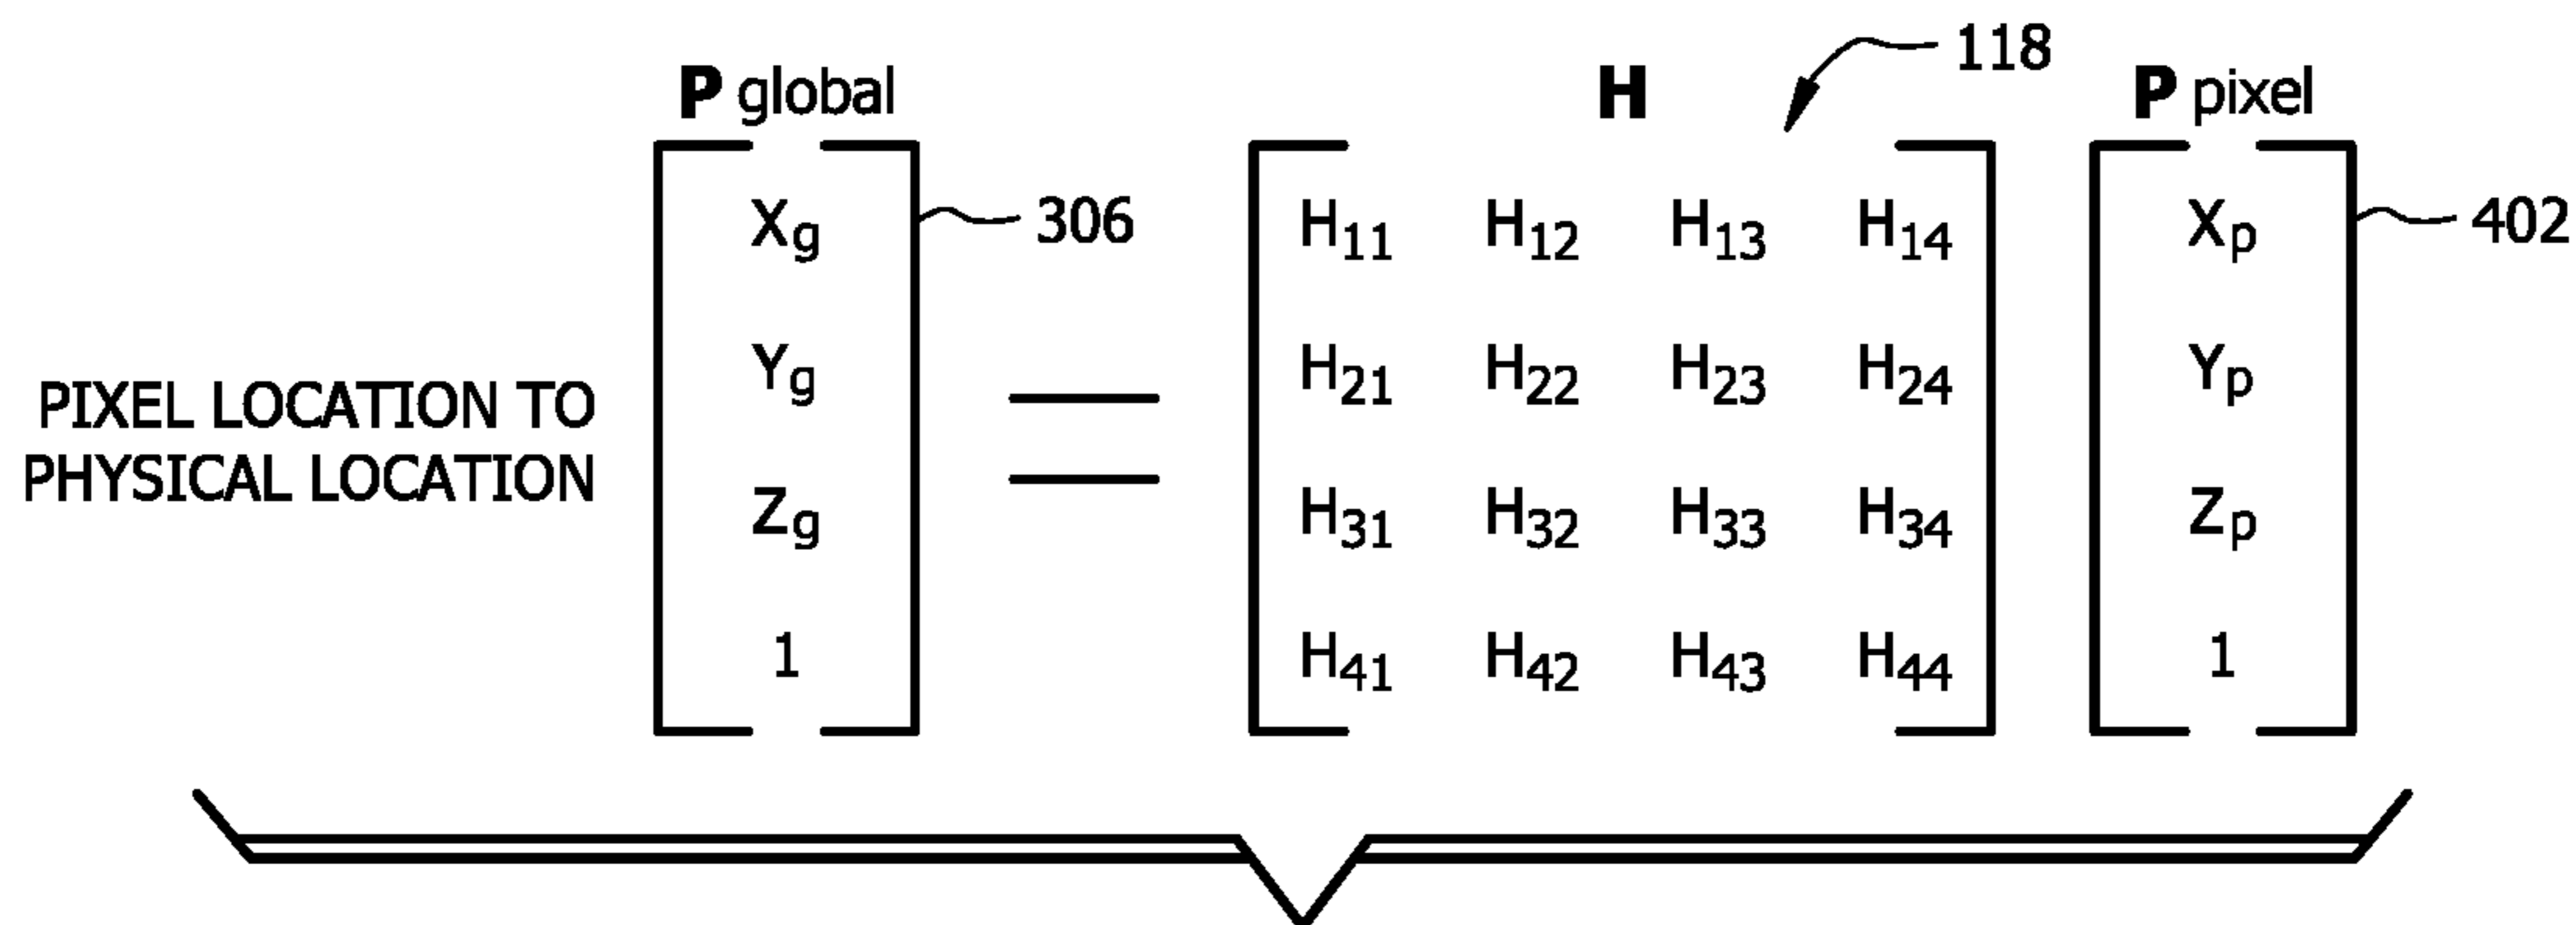 P global H 118 P pixel
Xg 306 H11 H12 H13 H14 Xp 402
Yg H21 H22 H23 H24 Yp
PIXEL LOCATION TO
PHYSICAL LOCATION
=
Zg H31 H32 H33 H34 Zp
1 H41 H42 H43 H44 1